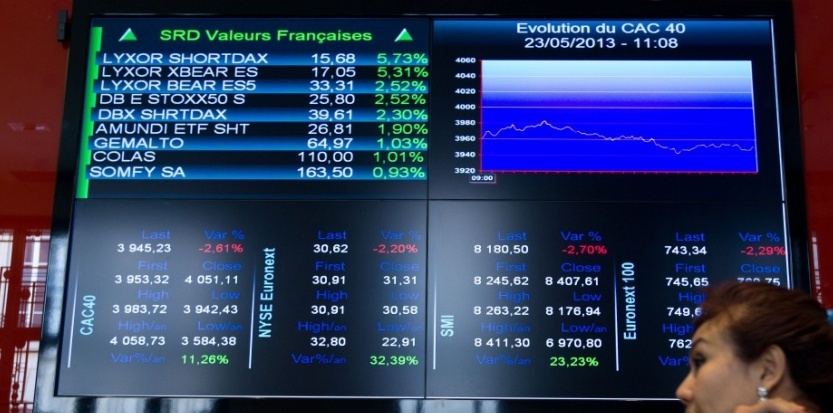 SRD Valeurs Françaises
LYXOR SHORTDAX 15,68 5,73%
LYXOR XBEAR ES 17,05 5,31%
LYXOR BEAR ES5 33,31 2,52%
DB E STOXX50 S 25,80 2,52%
DBX SHRTDAX 39,61 2,30%
AMUNDI ETF SHT 26,81 1,90%
GEMALTO 64,97 1,03%
COLAS 110,00 1,01%
SOMFY SA 163,50 0,93%
Evolution du CAC 40
23/05/2013 - 11:08
4060
4040
4020
4000
3980
3960
3940
3920
09:00
CAC40
Last Var %
3 945,23 -2,61%
First Close
3 953,32 4 051,11
High Low
3 983,72 3 942,43
High/an Low/an
4 058,73 3 584,38
Var%/an 11,26%
NYSE Euronext
Last Var %
30,62 -2,20%
First Close
30,91 31,31
High Low
30,91 30,58
High/an Low/an
32,80 22,91
Var%/an 32,39%
SMI
Last Var %
8 180,50 -2,70%
First Close
8 245,62 8 407,61
High Low
8 263,22 8 176,94
High/an Low/an
8 411,30 6 970,80
Var%/an 23,23%
Euronext 100
Last Var %
743,34 -2,29%
First Close
745,65
High
749,6
High/an
762
Var%/an